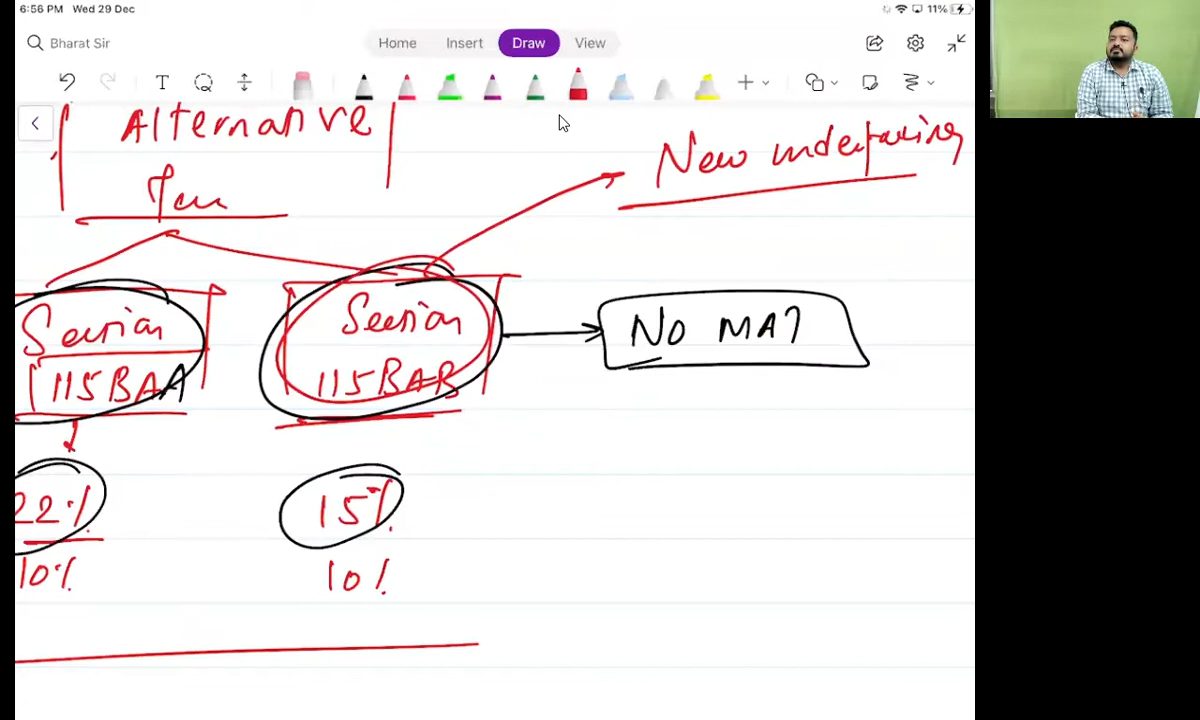 6:56 PM Wed 29 Dec
11%
Bharat Sir
Home Insert Draw View
T
Alternative
New undertaking
Section
115BAA
Section
115BAB
NO MAT
22%
15%
10%
10%